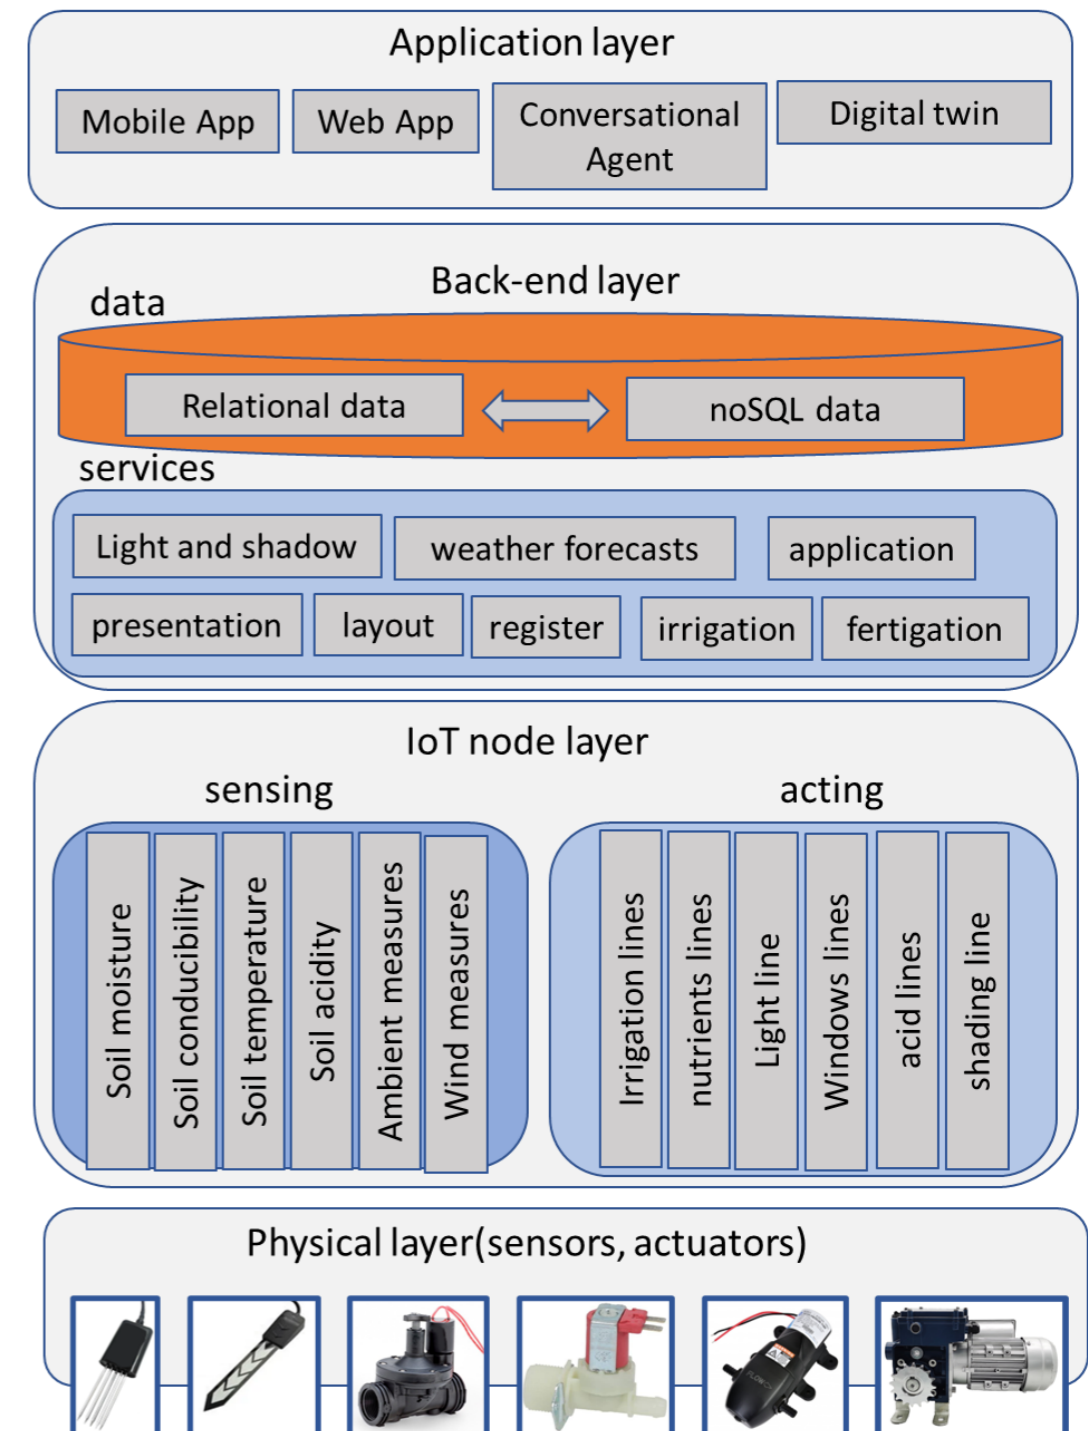 Application layer
Mobile App
Web App
Conversational
Agent
Digital twin
Back-end layer
data
Relational data
noSQL data
services
Light and shadow
weather forecasts
application
presentation
layout
register
irrigation
fertigation
IoT node layer
sensing
acting
Soil moisture
Soil conducibility
Soil temperature
Soil acidity
Ambient measures
Wind measures
Irrigation lines
nutrients lines
Light line
Windows lines
acid lines
shading line
Physical layer(sensors, actuators)